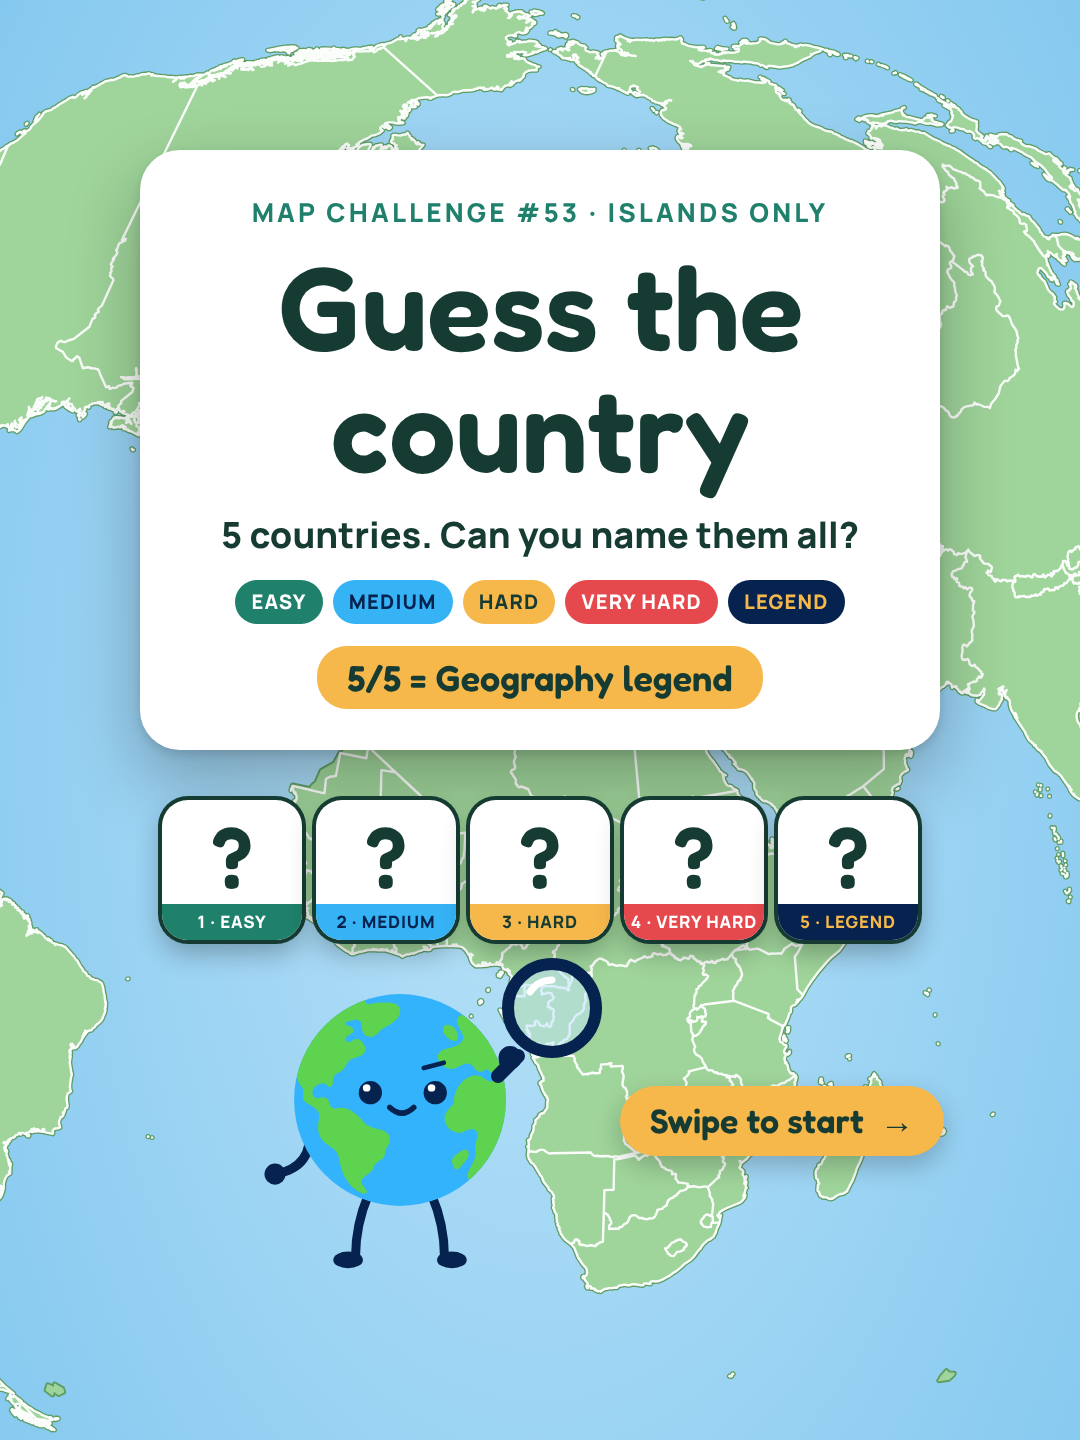 MAP CHALLENGE #53 · ISLANDS ONLY
Guess the
country
5 countries. Can you name them all?
EASY MEDIUM HARD VERY HARD LEGEND
5/5 = Geography legend
? ? ? ? ?
1 · EASY 2 · MEDIUM 3 · HARD 4 · VERY HARD 5 · LEGEND
Swipe to start →